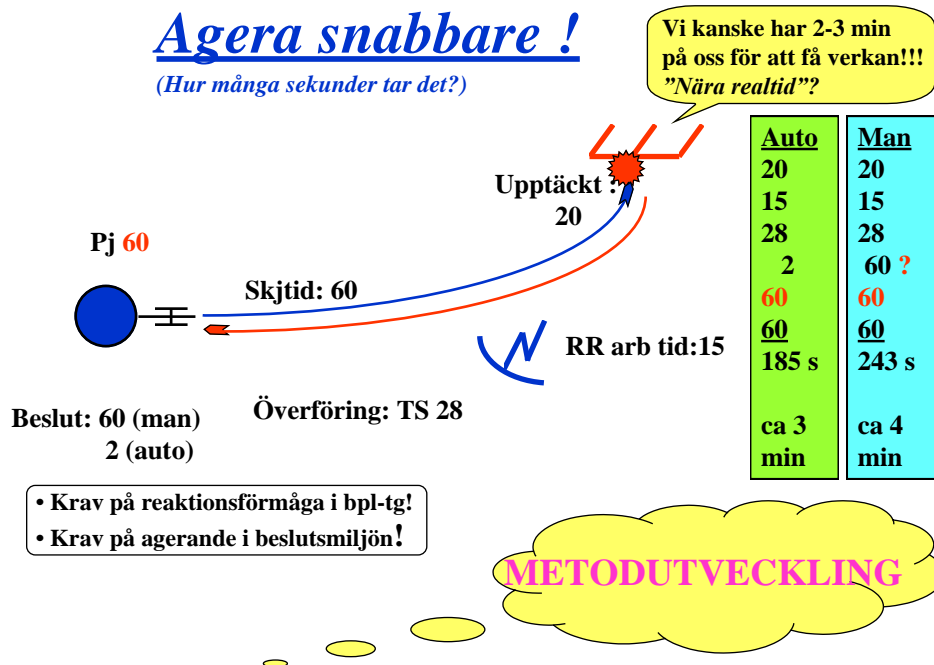 Agera snabbare !
(Hur många sekunder tar det?)
Vi kanske har 2-3 min
på oss för att få verkan!!!
”Nära realtid”?
Upptäckt :
20
Pj 60
Skjtid: 60
RR arb tid:15
Överföring: TS 28
Beslut: 60 (man)
2 (auto)
Auto
20
15
28
2
60
60
185 s
ca 3
min
Man
20
15
28
60 ?
60
60
243 s
ca 4
min
• Krav på reaktionsförmåga i bpl-tg!
• Krav på agerande i beslutsmiljön!
METODUTVECKLING